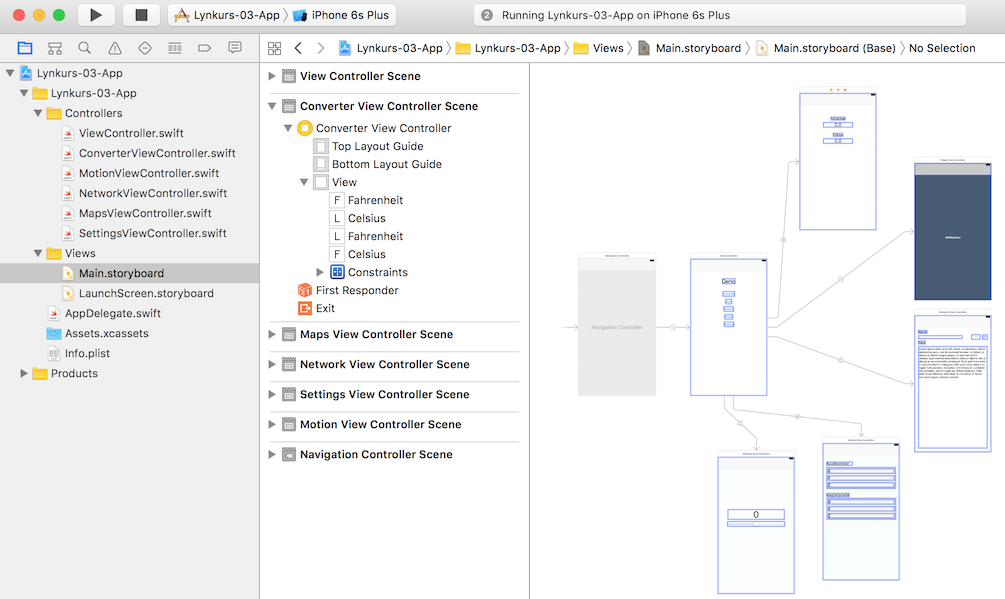 Lynkurs-03-App iPhone 6s Plus
2 Running Lynkurs-03-App on iPhone 6s Plus
Lynkurs-03-App Lynkurs-03-App Views Main.storyboard Main.storyboard (Base) No Selection
Lynkurs-03-App
Lynkurs-03-App
Controllers
ViewController.swift
ConverterViewController.swift
MotionViewController.swift
NetworkViewController.swift
MapsViewController.swift
SettingsViewController.swift
Views
Main.storyboard
LaunchScreen.storyboard
AppDelegate.swift
Assets.xcassets
Info.plist
Products
View Controller Scene
Converter View Controller Scene
Converter View Controller
Top Layout Guide
Bottom Layout Guide
View
F Fahrenheit
L Celsius
L Fahrenheit
F Celsius
Constraints
First Responder
Exit
Maps View Controller Scene
Network View Controller Scene
Settings View Controller Scene
Motion View Controller Scene
Navigation Controller Scene
Navigation Controller
Navigation Controller
Demo
0